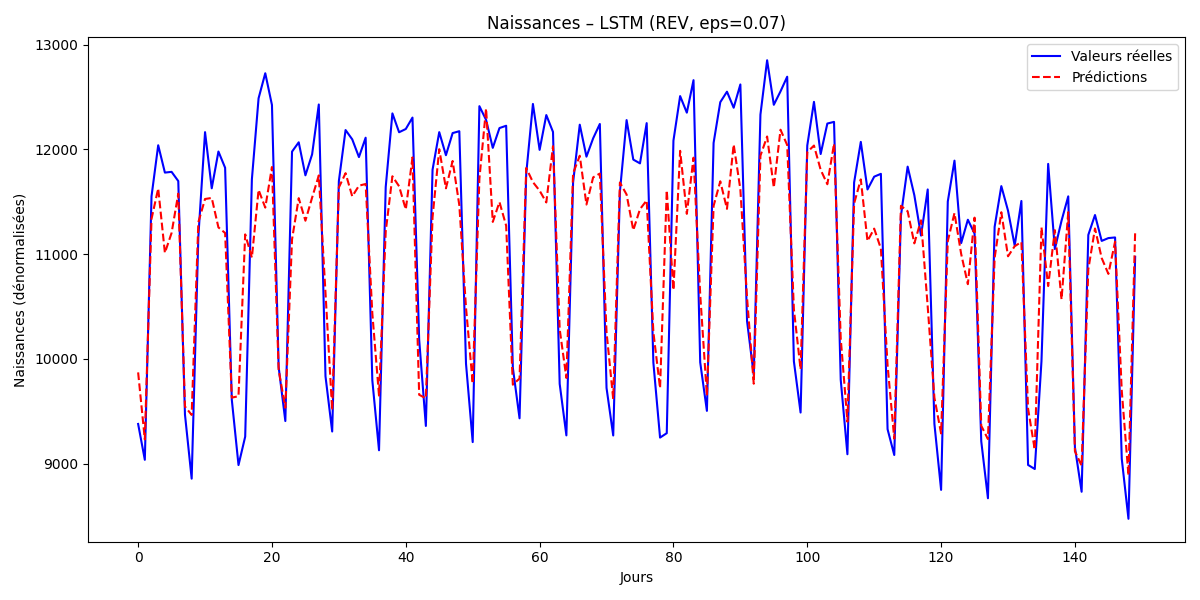 Naissances – LSTM (REV, eps=0.07)
Valeurs réelles
Prédictions
Naissances (dénormalisées)
13000
12000
11000
10000
9000
0 20 40 60 80 100 120 140
Jours